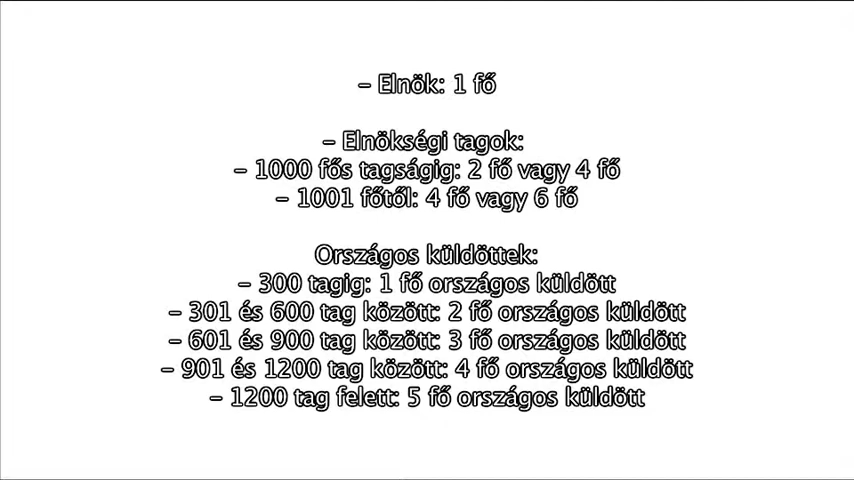 – Elnök: 1 fő
– Elnökségi tagok:
– 1000 fős tagságig: 2 fő vagy 4 fő
– 1001 főtől: 4 fő vagy 6 fő
Országos küldöttek:
– 300 tagig: 1 fő országos küldött
– 301 és 600 tag között: 2 fő országos küldött
– 601 és 900 tag között: 3 fő országos küldött
– 901 és 1200 tag között: 4 fő országos küldött
– 1200 tag felett: 5 fő országos küldött